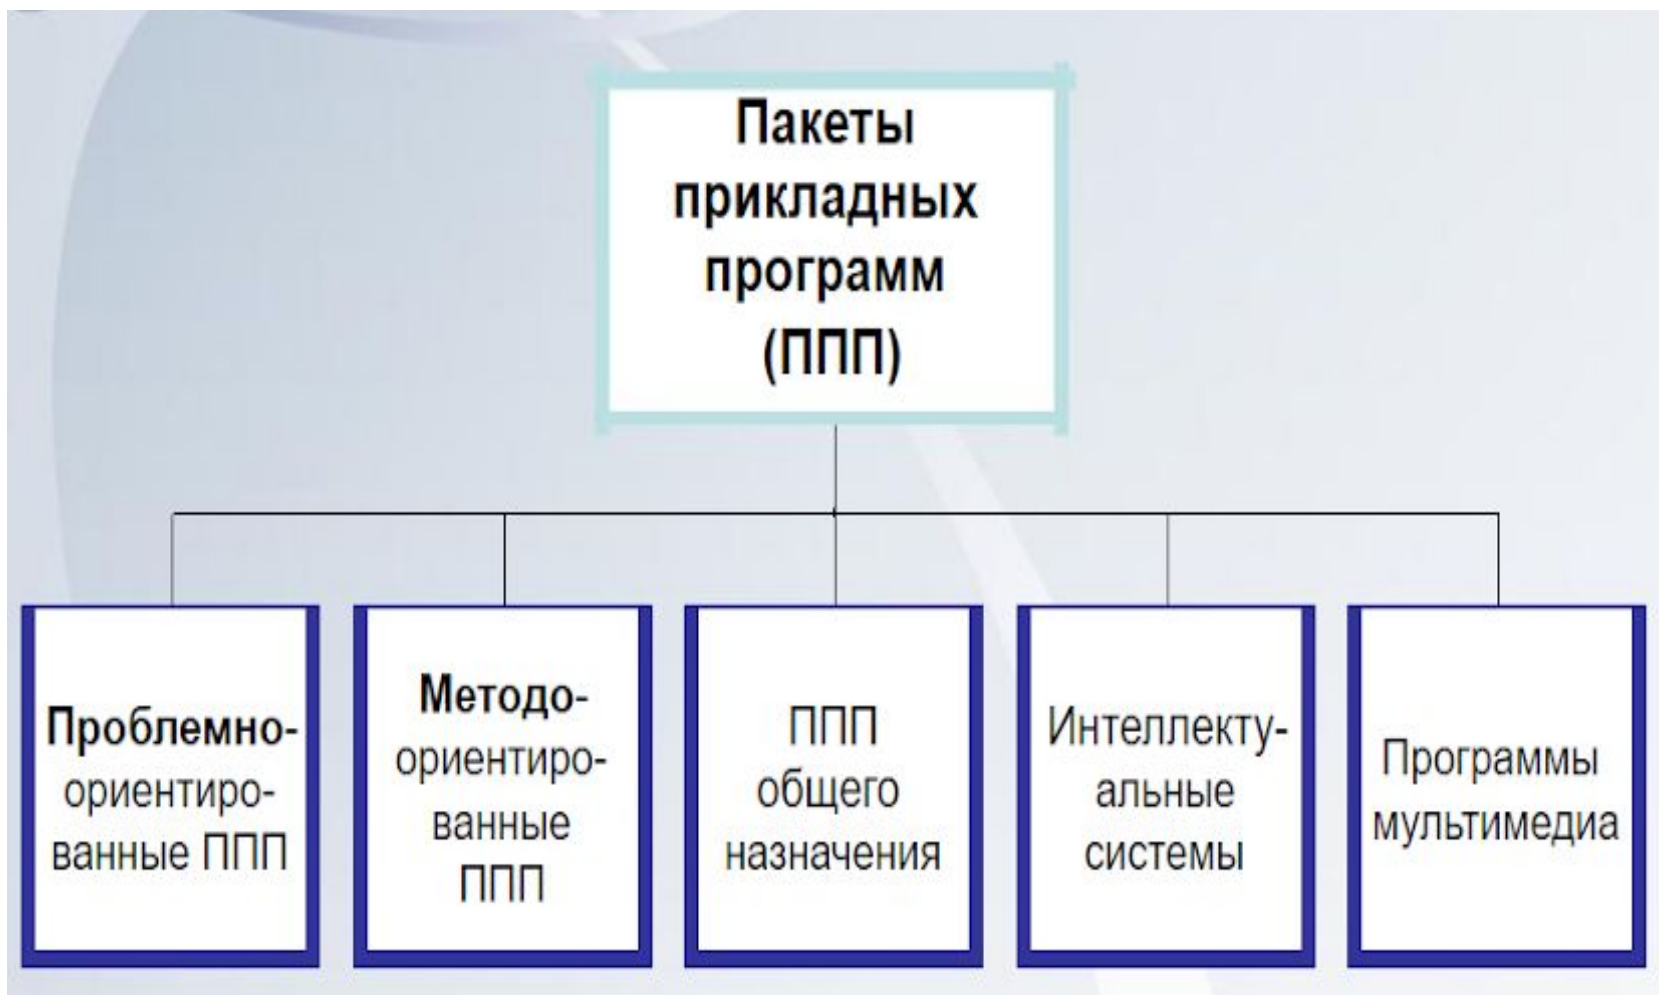 Пакеты
прикладных
программ
(ППП)
Проблемно-
ориентиро-
ванные ППП
Методо-
ориентиро-
ванные
ППП
ППП
общего
назначения
Интеллекту-
альные
системы
Программы
мультимедиа